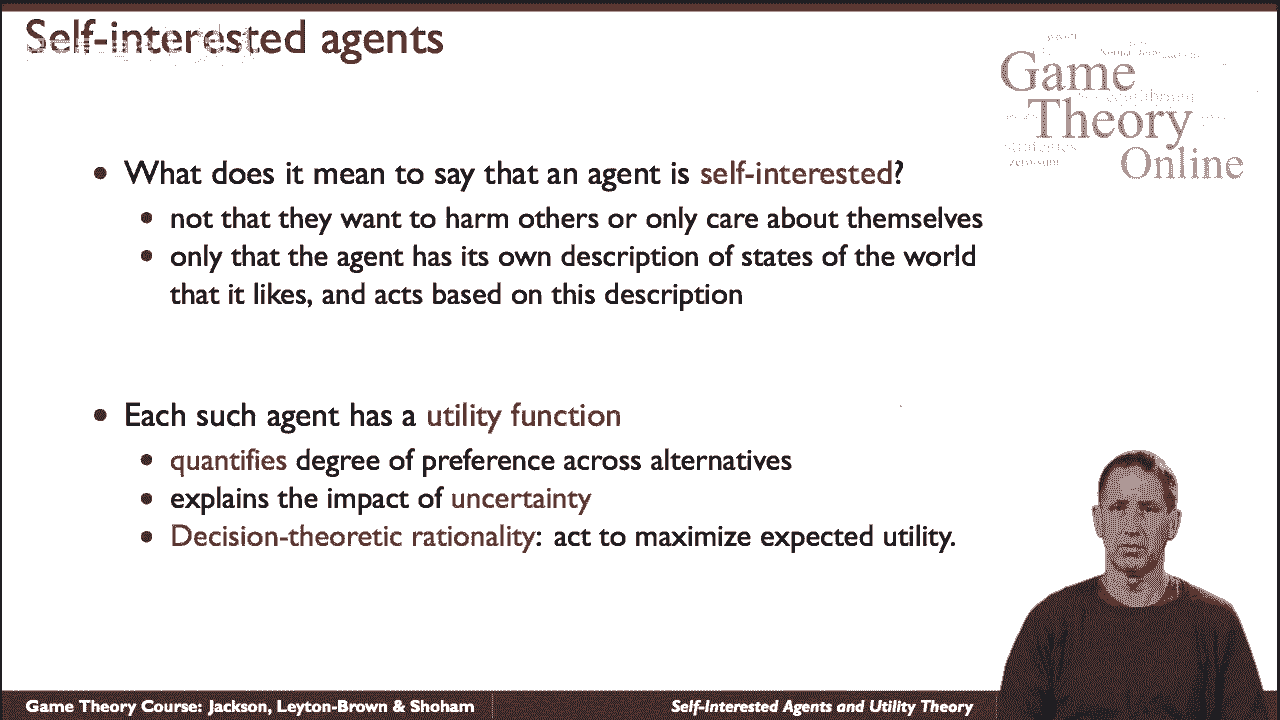 Self-interested agents
Game
Theory
Online
What does it mean to say that an agent is self-interested?
not that they want to harm others or only care about themselves
only that the agent has its own description of states of the world
that it likes, and acts based on this description
Each such agent has a utility function
quantifies degree of preference across alternatives
explains the impact of uncertainty
Decision-theoretic rationality: act to maximize expected utility.
Game Theory Course: Jackson, Leyton-Brown & Shoham
Self-Interested Agents and Utility Theory